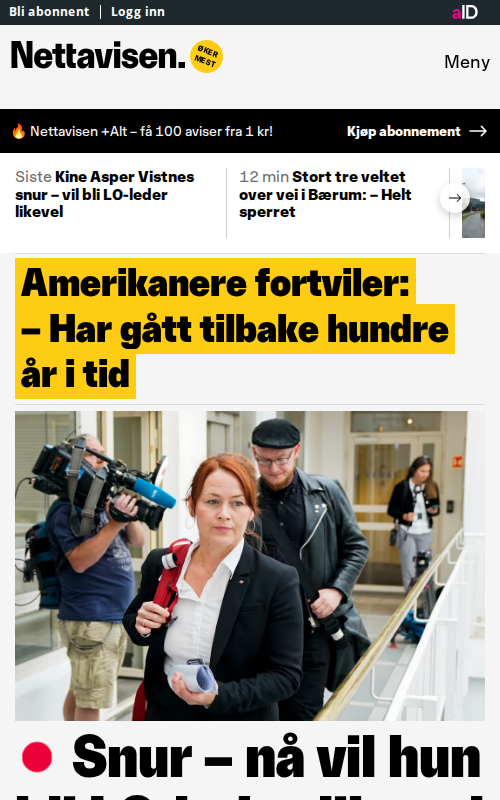 Bli abonnent | Logg inn
aID
Nettavisen.
ØKER
MEST
Meny
🔥 Nettavisen +Alt – få 100 aviser fra 1 kr!
Kjøp abonnement →
Siste Kine Asper Vistnes
snur – vil bli LO-leder
likevel
12 min Stort tre veltet
over vei i Bærum: – Helt
sperret
Amerikanere fortviler:
– Har gått tilbake hundre
år i tid
Snur – nå vil hun